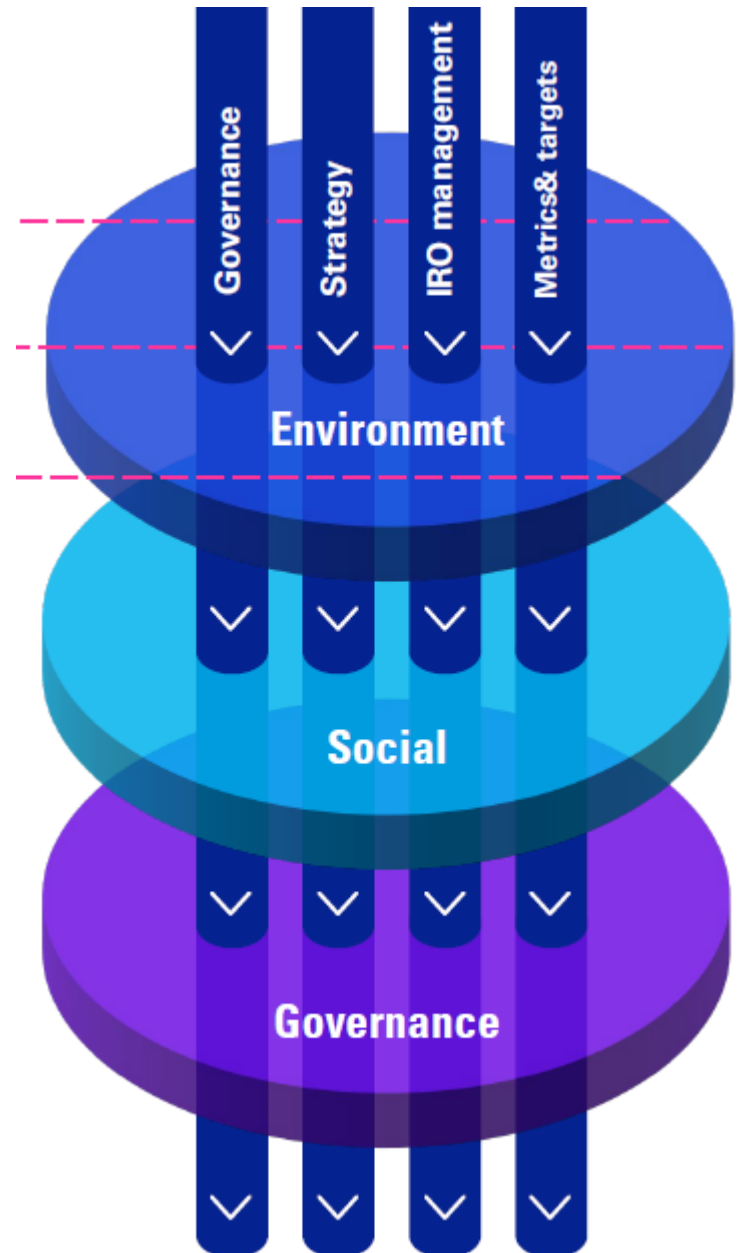 Governance
Strategy
IRO management
Metrics& targets
Environment
Social
Governance